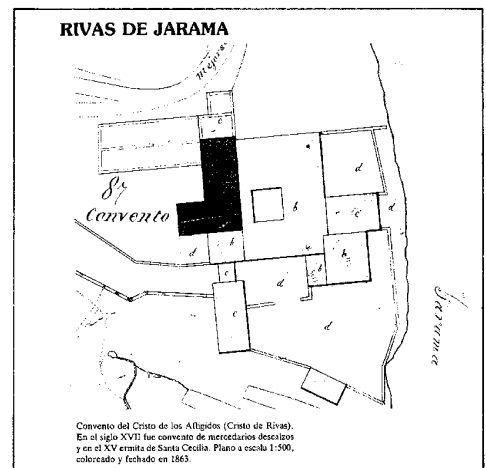 RIVAS DE JARAMA
mejora
c
87
Convento
d
b
d
c
d
b
b
b
d
c
d
c
d
Jarama
Convento del Cristo de los Afligidos (Cristo de Rivas).
En el siglo XVII fue convento de mercedarios descalzos
y en el XV ermita de Santa Cecilia. Plano a escala 1:500,
coloreado y fechado en 1863.